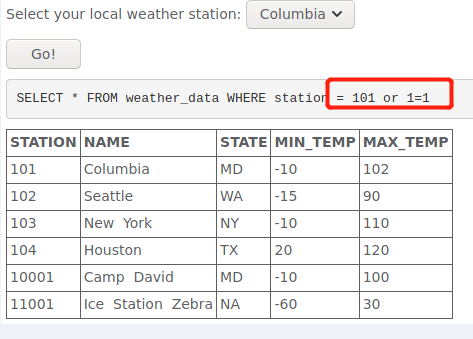 Select your local weather station: Columbia
Go!
SELECT * FROM weather_data WHERE station = 101 or 1=1
STATION NAME STATE MIN_TEMP MAX_TEMP
101 Columbia MD -10 102
102 Seattle WA -15 90
103 New York NY -10 110
104 Houston TX 20 120
10001 Camp David MD -10 100
11001 Ice Station Zebra NA -60 30